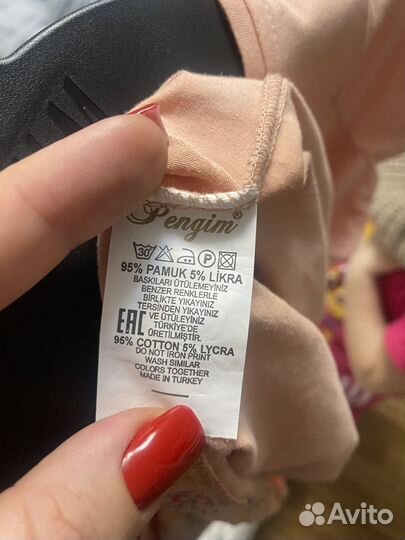 Pengim®
30 P
95% PAMUK 5% LİKRA
BASKILARI ÜTÜLEMEYİNİZ
BENZER RENKLERLE
BİRLİKTE YIKAYINIZ
TERSİNDEN YIKAYINIZ
VE ÜTÜLEYİNİZ
EAC TÜRKİYE'DE
ÜRETİLMİŞTİR.
95% COTTON 5% LYCRA
DO NOT IRON PRINT
WASH SIMILAR
COLORS TOGETHER
MADE IN TURKEY
Avito